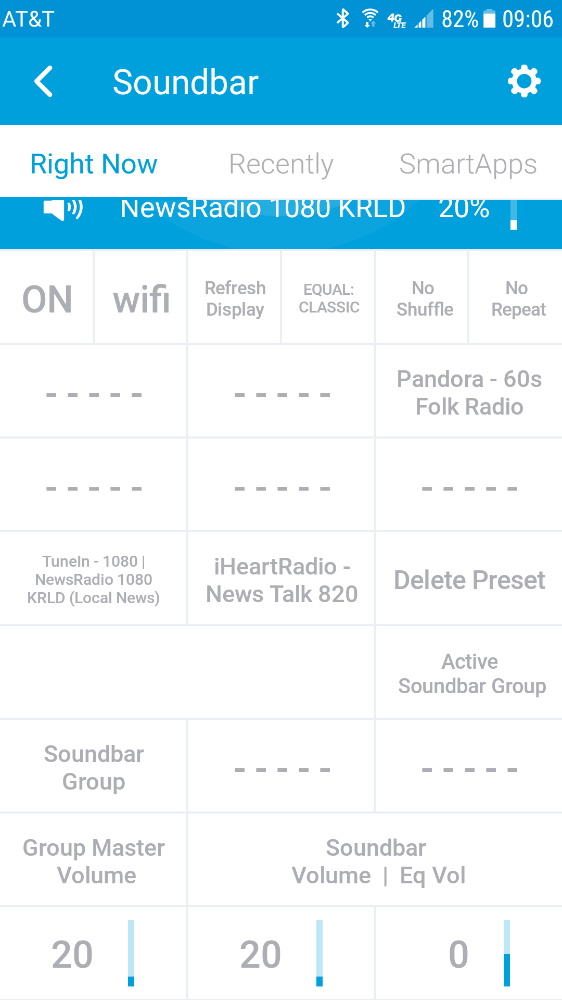 AT&T 4G LTE 82% 09:06
Soundbar
Right Now Recently SmartApps
NewsRadio 1080 KRLD 20%
ON wifi Refresh Display EQUAL: CLASSIC No Shuffle No Repeat
- - - - - - - - - - Pandora - 60s
Folk Radio
- - - - - - - - - - - - - - -
TuneIn - 1080 |
NewsRadio 1080
KRLD (Local News)
iHeartRadio -
News Talk 820
Delete Preset
Active
Soundbar Group
Soundbar
Group
- - - - - - - - - -
Group Master
Volume
Soundbar
Volume | Eq Vol
20 20 0